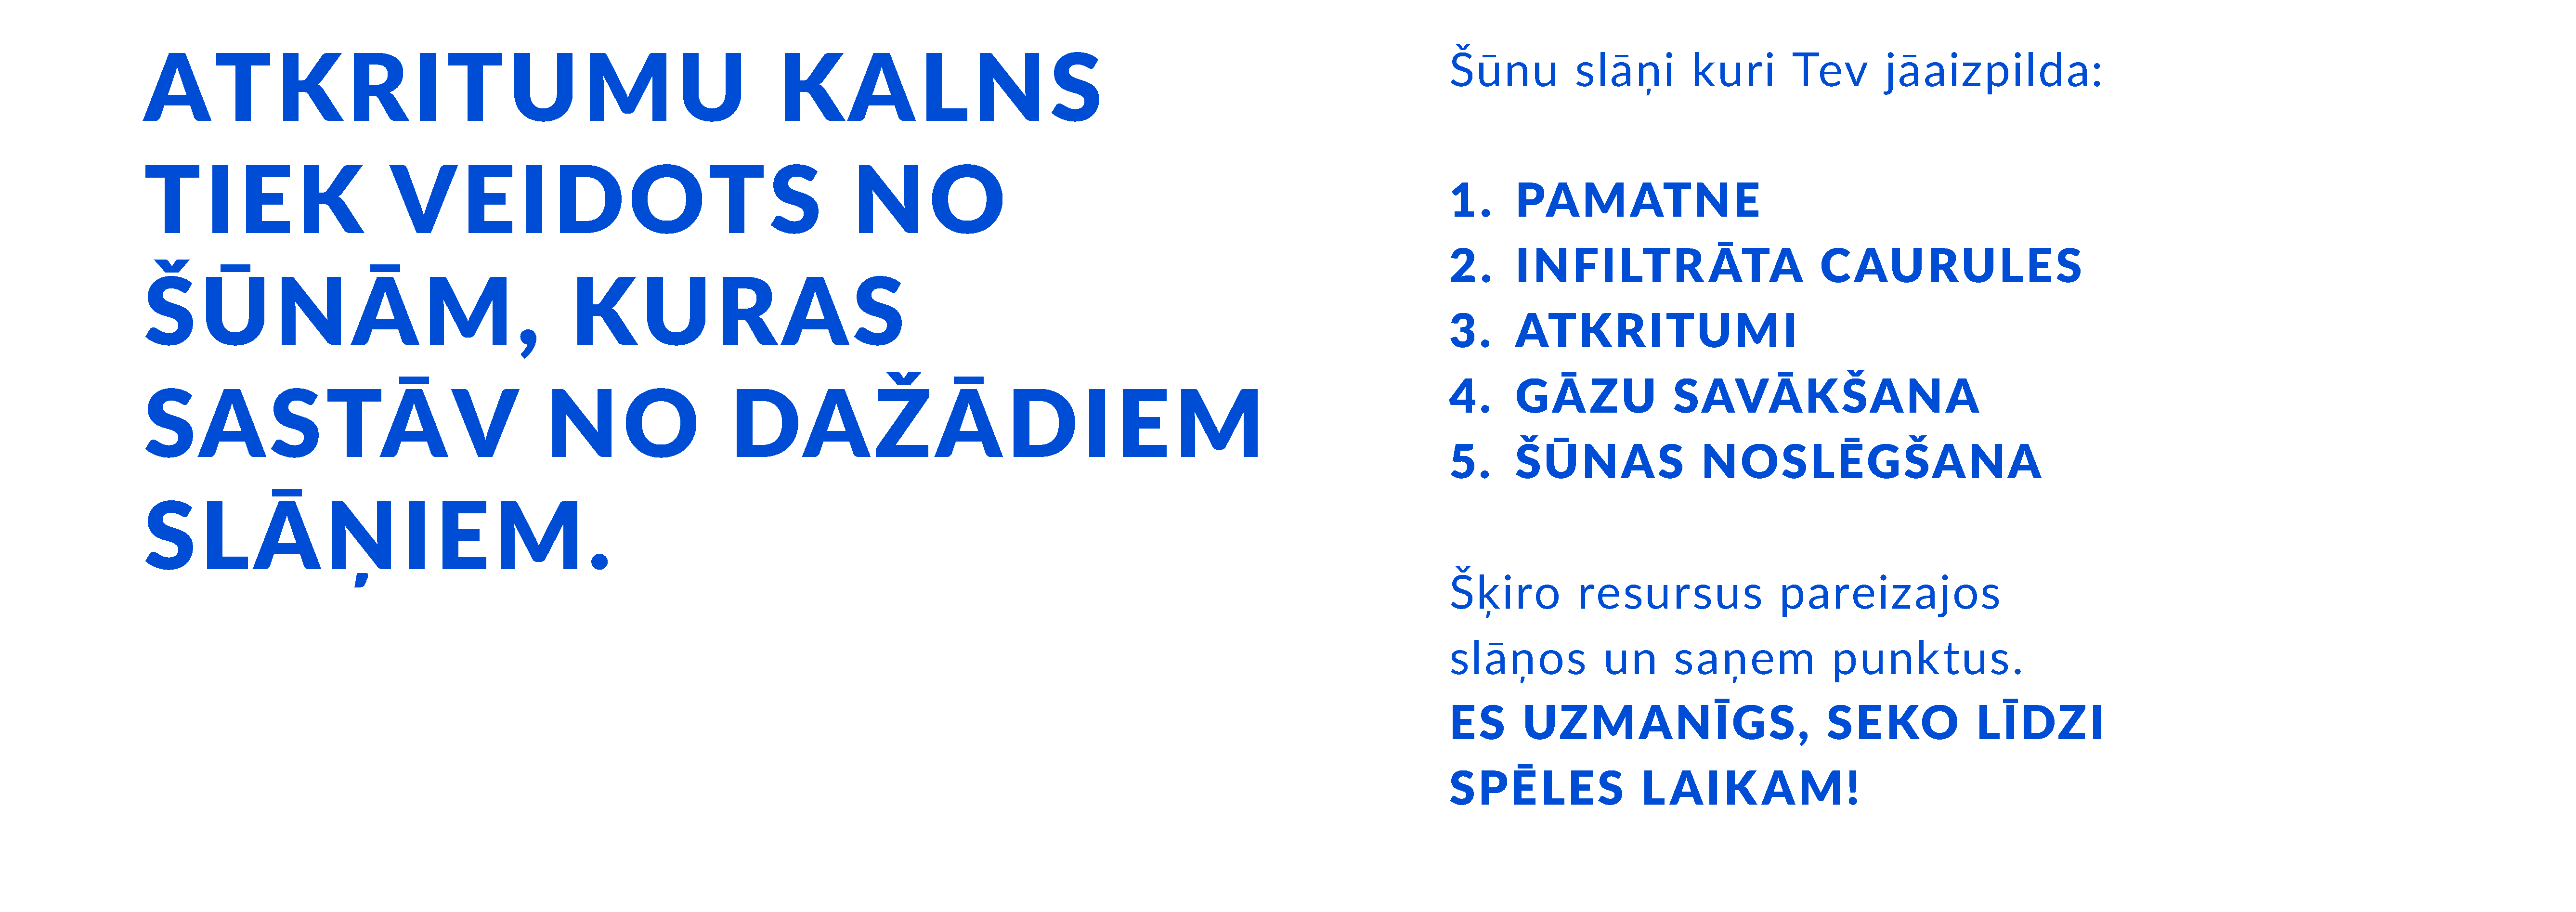 ATKRITUMU KALNS
TIEK VEIDOTS NO
ŠŪNĀM, KURAS
SASTĀV NO DAŽĀDIEM
SLĀŅIEM.
Šūnu slāņi kuri Tev jāaizpilda:
1. PAMATNE
2. INFILTRĀTA CAURULES
3. ATKRITUMI
4. GĀZU SAVĀKŠANA
5. ŠŪNAS NOSLĒGŠANA
Šķiro resursus pareizajos
slāņos un saņem punktus.
ES UZMANĪGS, SEKO LĪDZI
SPĒLES LAIKAM!